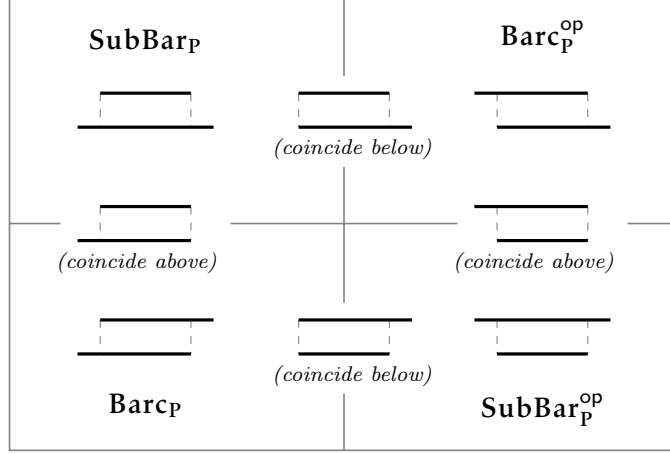 SubBar_P
Barc_P^op
(coincide below)
(coincide above)
(coincide above)
(coincide below)
Barc_P
SubBar_P^op